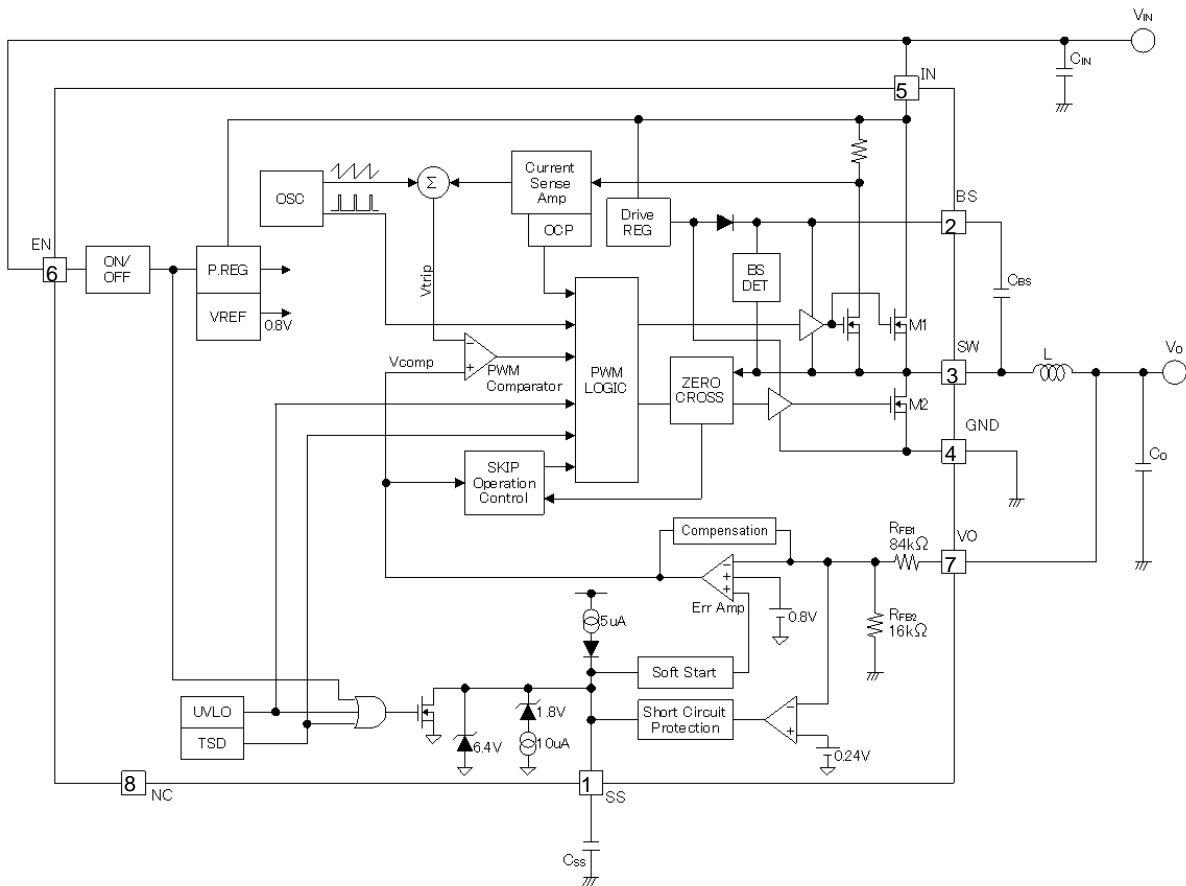 VIN
CIN
IN
5
OSC
Σ
Current
Sense
Amp
OCP
Drive
REG
BS
2
EN
6
ON/
OFF
P.REG
VREF
0.8V
Vtrip
BS
DET
CBS
M1
Vcomp
PWM
Comparator
PWM
LOGIC
ZERO
CROSS
SW
3
L
VO
M2
GND
4
CO
SKIP
Operation
Control
Compensation
RFB1
84kΩ
VO
7
Err Amp
0.8V
RFB2
16kΩ
5uA
Soft Start
UVLO
TSD
6.4V
1.8V
10uA
Short Circuit
Protection
0.24V
8
NC
1
SS
CSS